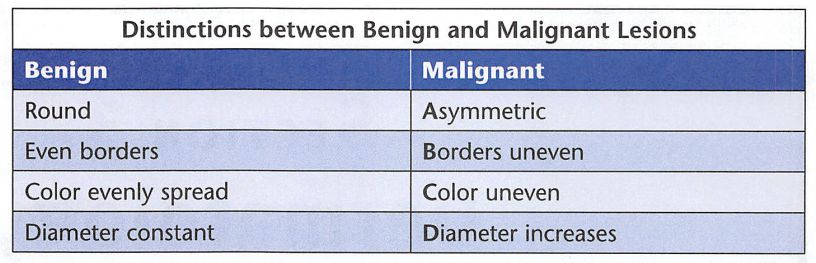 Distinctions between Benign and Malignant Lesions
Benign Malignant
Round Asymmetric
Even borders Borders uneven
Color evenly spread Color uneven
Diameter constant Diameter increases